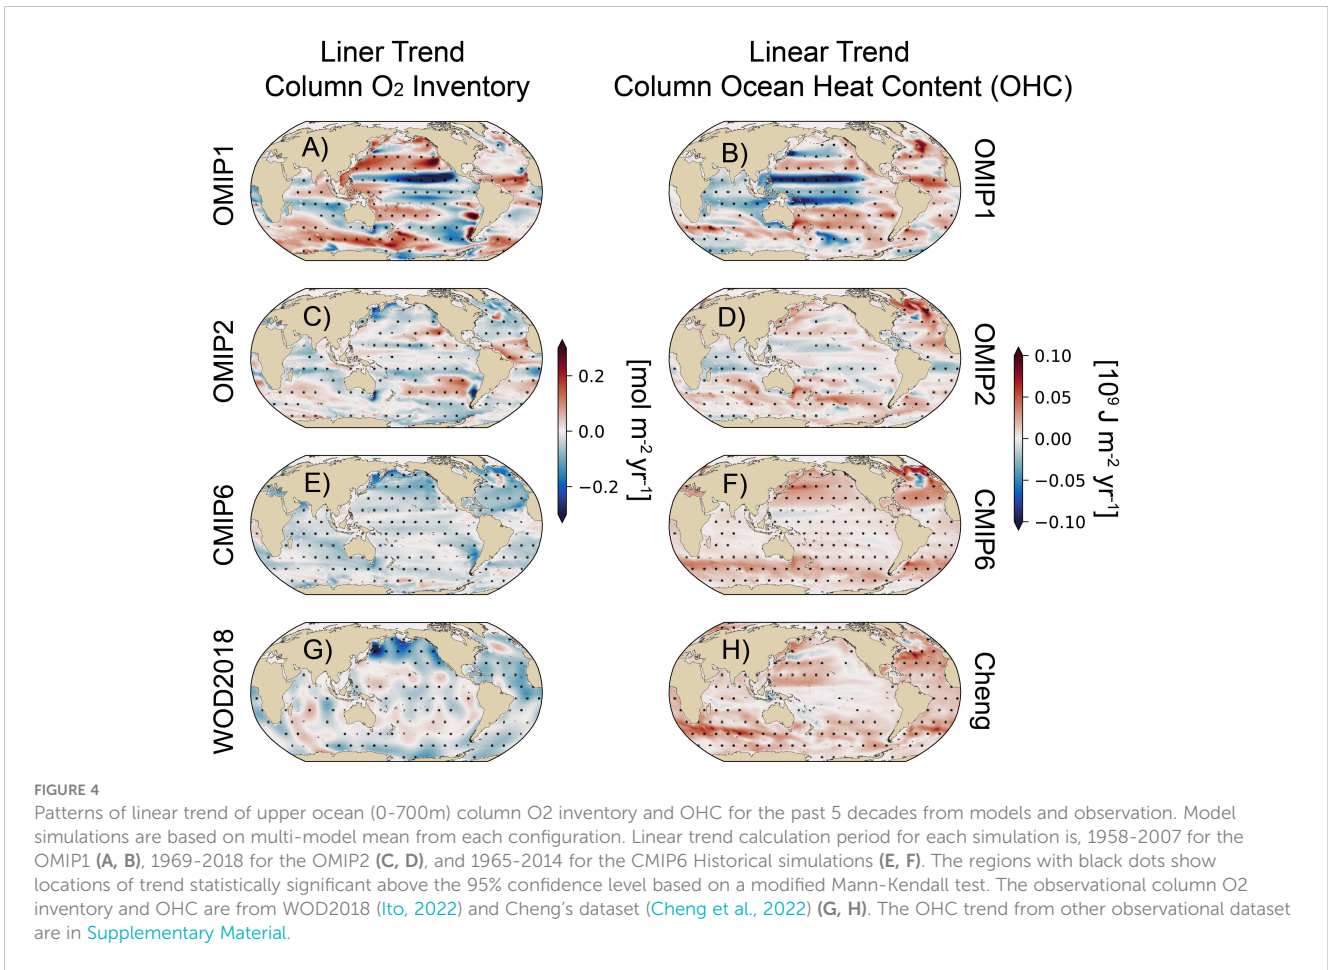 Liner Trend
Column O2 Inventory
Linear Trend
Column Ocean Heat Content (OHC)
OMIP1
A)
B)
OMIP1
OMIP2
C)
D)
OMIP2
0.2
0.0
−0.2
[mol m-2 yr-1]
0.10
0.05
0.00
−0.05
−0.10
[109 J m-2 yr-1]
CMIP6
E)
F)
CMIP6
WOD2018
G)
H)
Cheng
FIGURE 4
Patterns of linear trend of upper ocean (0-700m) column O2 inventory and OHC for the past 5 decades from models and observation. Model
simulations are based on multi-model mean from each configuration. Linear trend calculation period for each simulation is, 1958-2007 for the
OMIP1 (A, B), 1969-2018 for the OMIP2 (C, D), and 1965-2014 for the CMIP6 Historical simulations (E, F). The regions with black dots show
locations of trend statistically significant above the 95% confidence level based on a modified Mann-Kendall test. The observational column O2
inventory and OHC are from WOD2018 (Ito, 2022) and Cheng’s dataset (Cheng et al., 2022) (G, H). The OHC trend from other observational dataset
are in Supplementary Material.